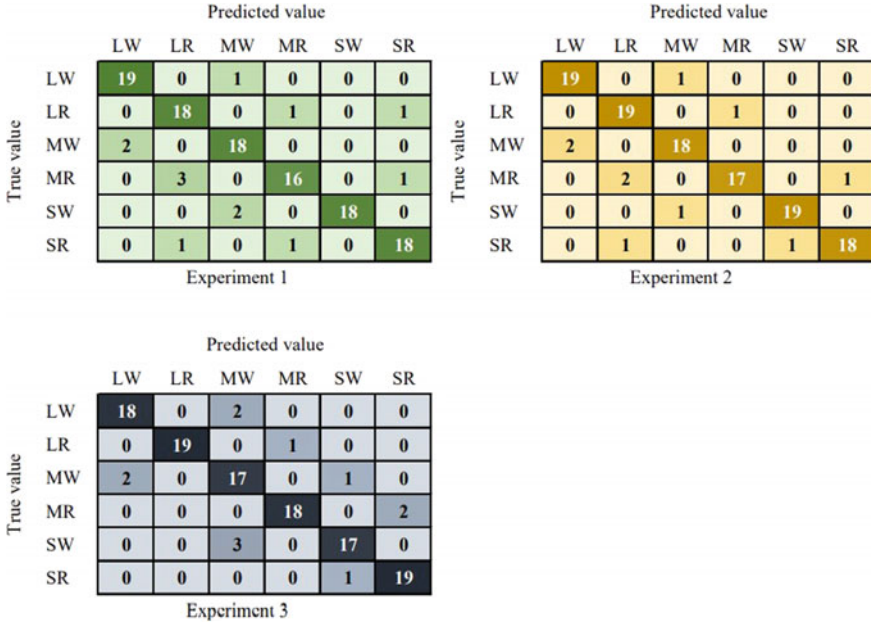 Predicted value
LW LR MW MR SW SR
True value
LW 19 0 1 0 0 0
LR 0 18 0 1 0 1
MW 2 0 18 0 0 0
MR 0 3 0 16 0 1
SW 0 0 2 0 18 0
SR 0 1 0 1 0 18
Experiment 1
Predicted value
LW LR MW MR SW SR
True value
LW 19 0 1 0 0 0
LR 0 19 0 1 0 0
MW 2 0 18 0 0 0
MR 0 2 0 17 0 1
SW 0 0 1 0 19 0
SR 0 1 0 0 1 18
Experiment 2
Predicted value
LW LR MW MR SW SR
True value
LW 18 0 2 0 0 0
LR 0 19 0 1 0 0
MW 2 0 17 0 1 0
MR 0 0 0 18 0 2
SW 0 0 3 0 17 0
SR 0 0 0 0 1 19
Experiment 3